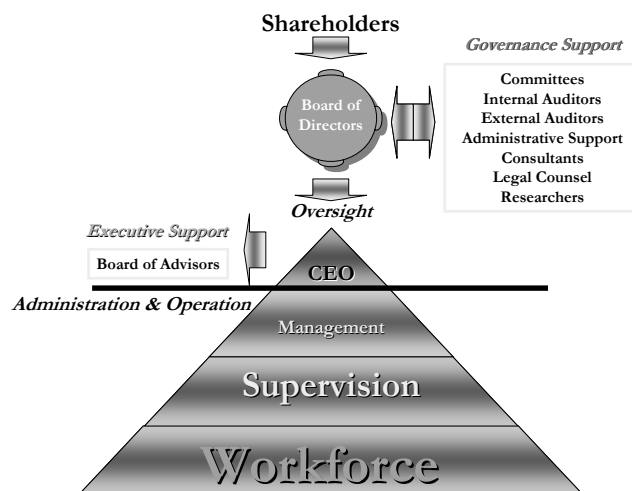 Shareholders
Governance Support
Board of
Directors
Committees
Internal Auditors
External Auditors
Administrative Support
Consultants
Legal Counsel
Researchers
Oversight
Executive Support
Board of Advisors
CEO
Administration & Operation
Management
Supervision
Workforce